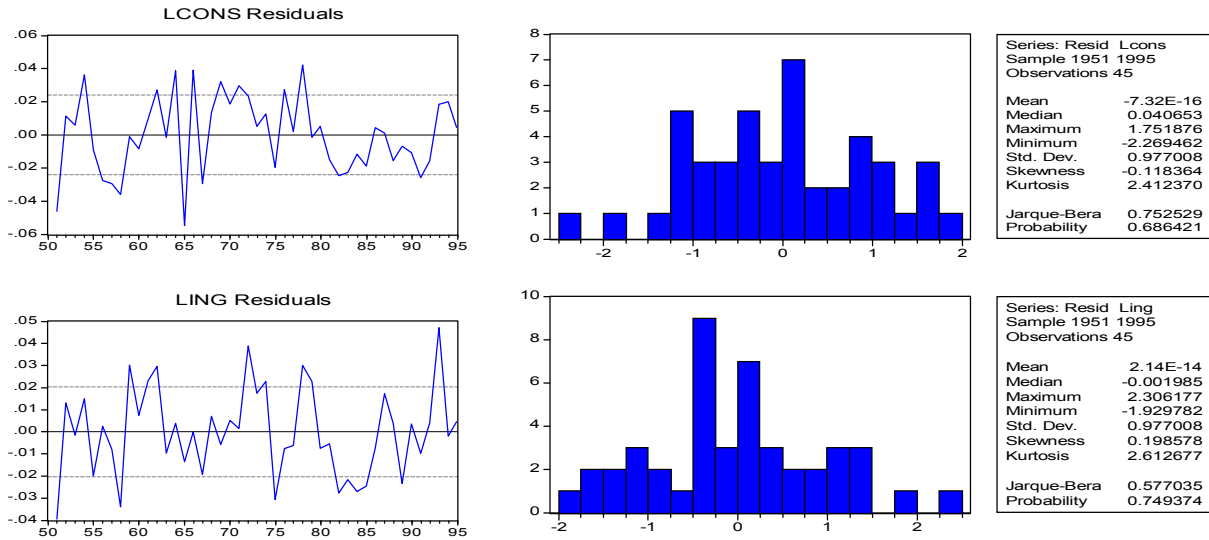 LCONS Residuals
.06
.04
.02
.00
-.02
-.04
-.06
50 55 60 65 70 75 80 85 90 95
8
7
6
5
4
3
2
1
0
-2 -1 0 1 2
Series: Resid Lcons
Sample 1951 1995
Observations 45
Mean -7.32E-16
Median 0.040653
Maximum 1.751876
Minimum -2.269462
Std. Dev. 0.977008
Skewness -0.118364
Kurtosis 2.412370
Jarque-Bera 0.752529
Probability 0.686421
LING Residuals
.05
.04
.03
.02
.01
.00
-.01
-.02
-.03
-.04
50 55 60 65 70 75 80 85 90 95
10
8
6
4
2
0
-2 -1 0 1 2
Series: Resid Ling
Sample 1951 1995
Observations 45
Mean 2.14E-14
Median -0.001985
Maximum 2.306177
Minimum -1.929782
Std. Dev. 0.977008
Skewness 0.198578
Kurtosis 2.612677
Jarque-Bera 0.577035
Probability 0.749374